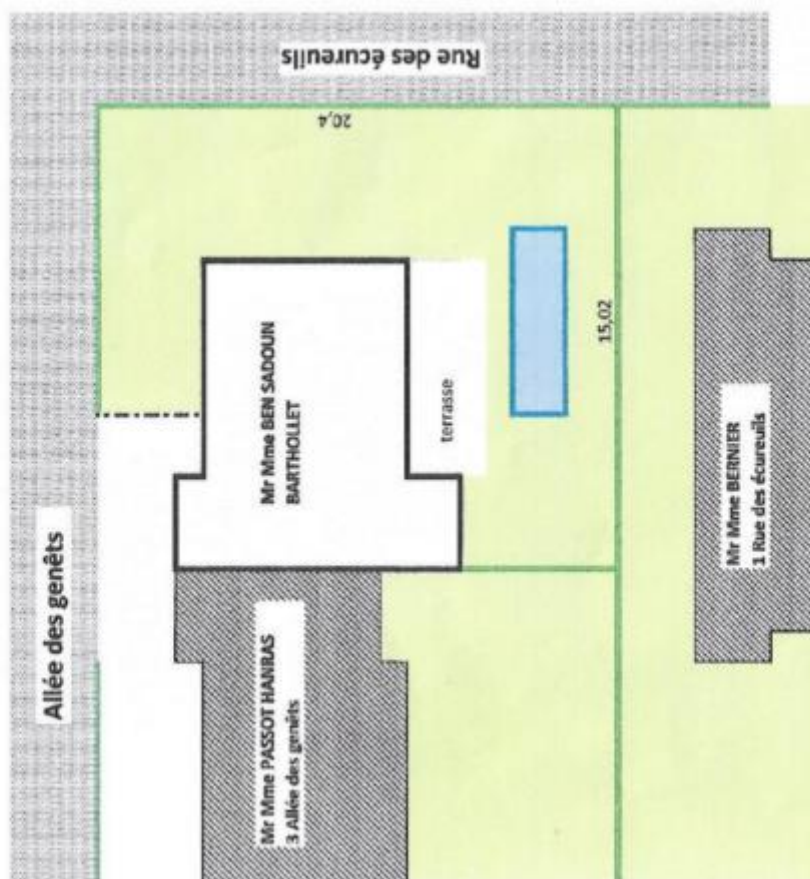 Rue des écureuils
20,4
Allée des genêts
Mr Mme BEN SADOUN
BARTHOLLET
terrasse
15,02
Mr Mme PASSOT HANRAS
3 Allée des genêts
Mr Mme BERNIER
1 Rue des écureuils